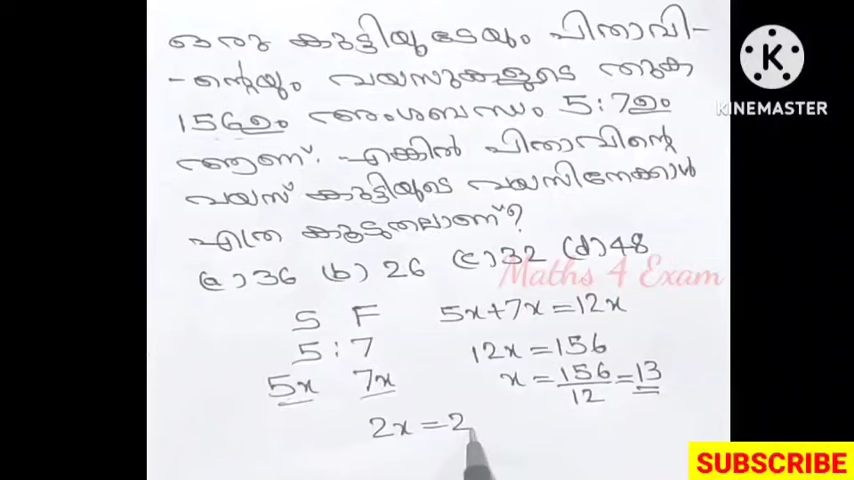 ഒരു കുട്ടിയുടേയും പിതാവി-
-ന്റെയും വയസുകളുടെ തുക
156ഉം അംശബന്ധം 5:7ഉം
ആണ്. എങ്കിൽ പിതാവിന്റെ
വയസ് കുട്ടിയുടെ വയസിനേക്കാൾ
എത്ര കൂടുതലാണ്?
(a) 36 (b) 26 (c) 32 (d) 48
Maths 4 Exam
S F 5x+7x=12x
5:7 12x=156
5x 7x x=156/12=13
2x=2
K
KINEMASTER
SUBSCRIBE